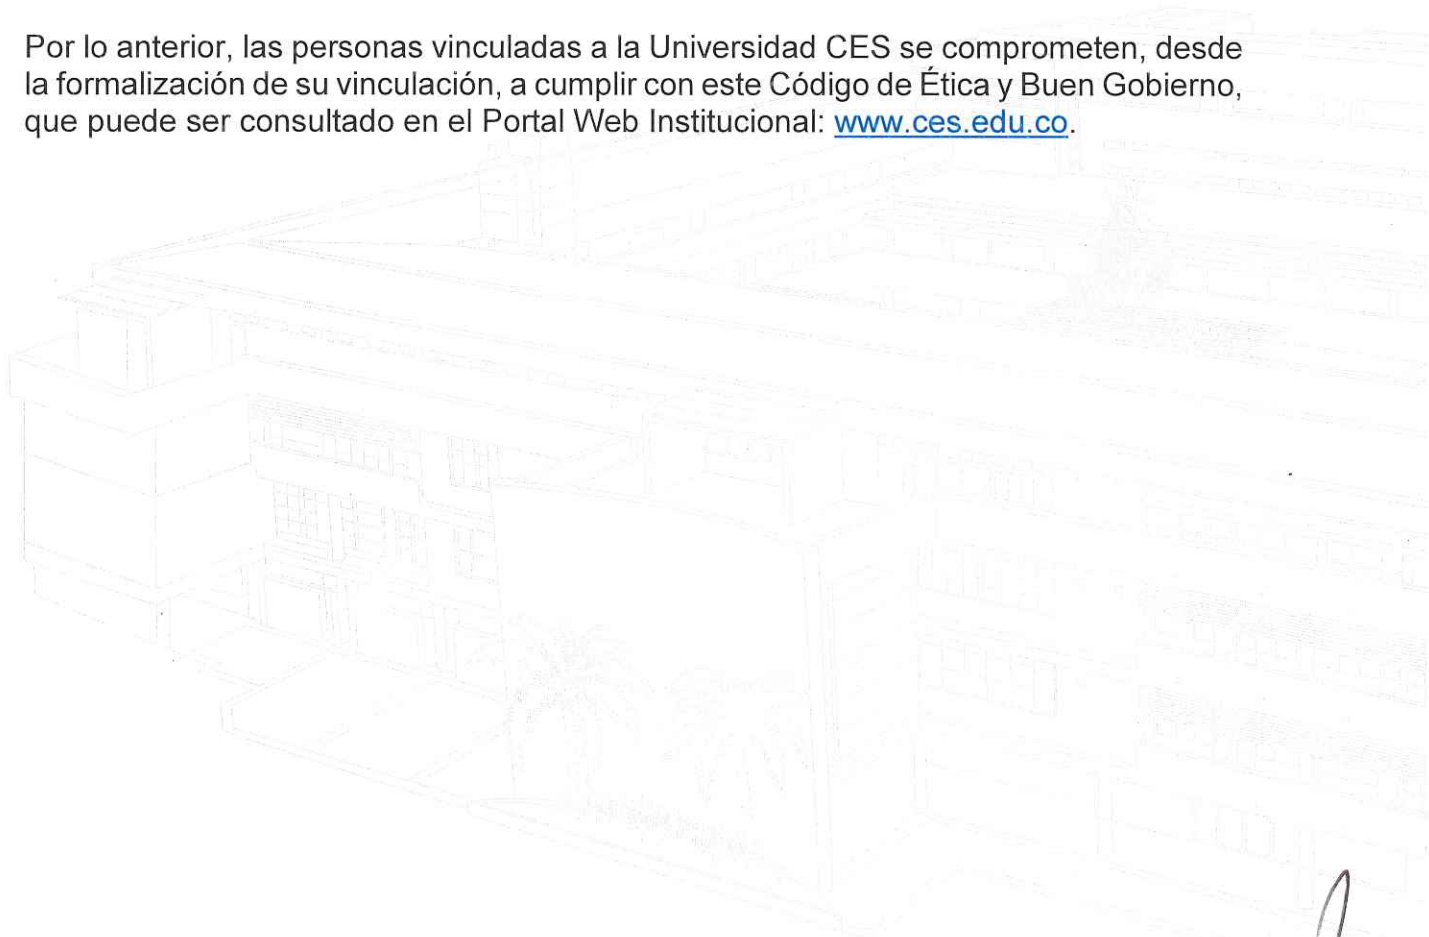 Por lo anterior, las personas vinculadas a la Universidad CES se comprometen, desde
la formalización de su vinculación, a cumplir con este Código de Ética y Buen Gobierno,
que puede ser consultado en el Portal Web Institucional: www.ces.edu.co.